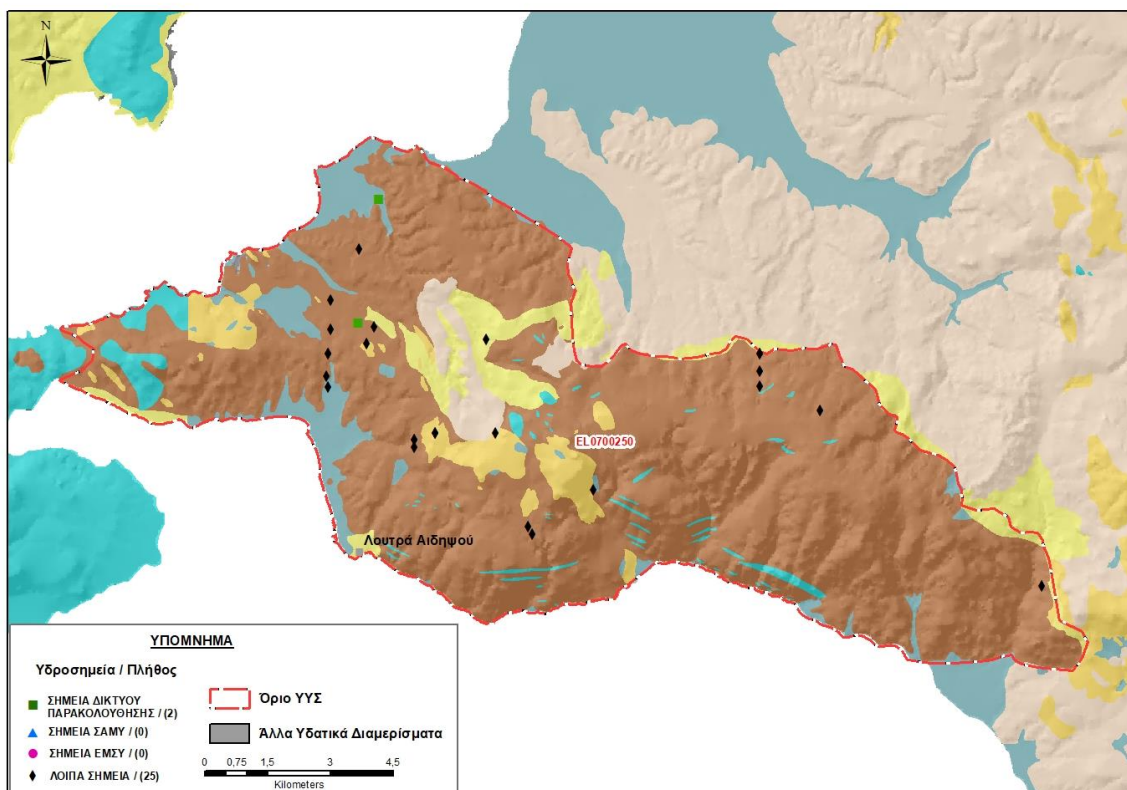 N
EL0700250
Λουτρά Αιδηψού
ΥΠΟΜΝΗΜΑ
Υδροσημεία / Πλήθος
ΣΗΜΕΙΑ ΔΙΚΤΥΟΥ
ΠΑΡΑΚΟΛΟΥΘΗΣΗΣ / (2)
ΣΗΜΕΙΑ ΣΑΜΥ / (0)
ΣΗΜΕΙΑ ΕΜΣΥ / (0)
ΛΟΙΠΑ ΣΗΜΕΙΑ / (25)
Όριο ΥΥΣ
Άλλα Υδατικά Διαμερίσματα
0 0,75 1,5 3 4,5
Kilometers